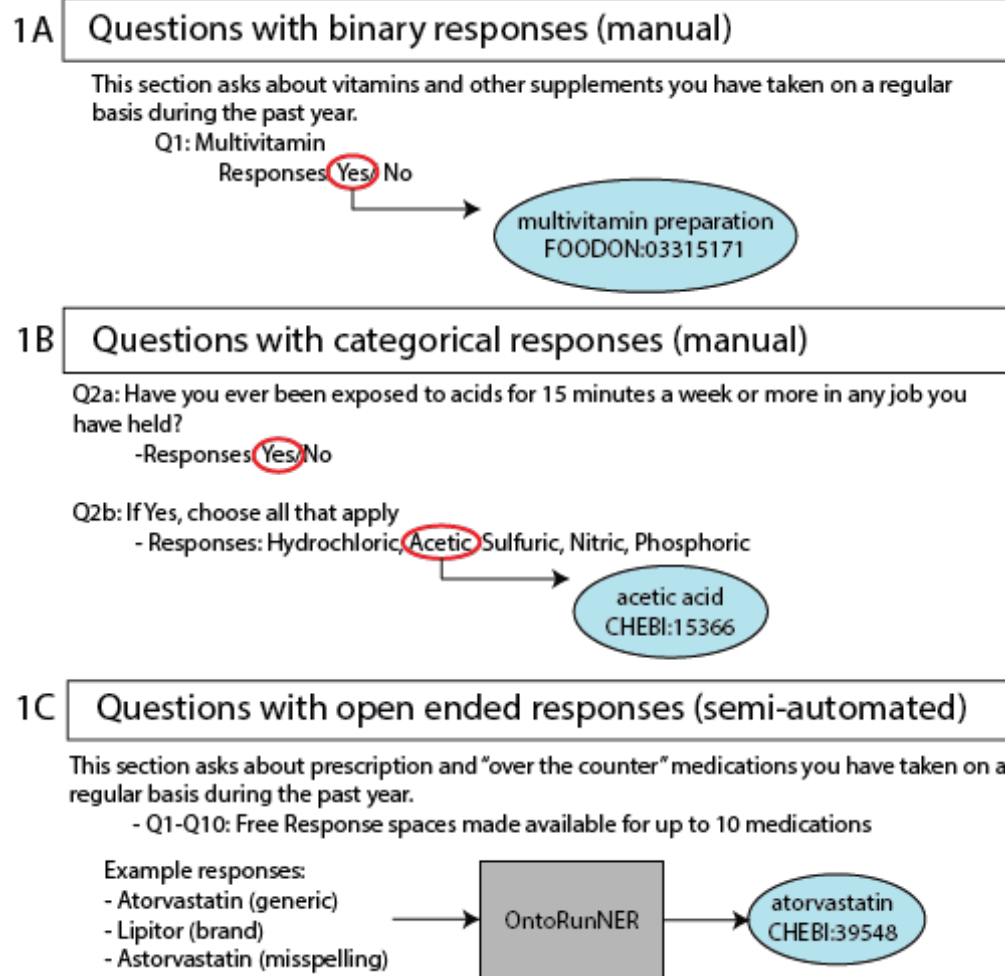 1A Questions with binary responses (manual)
This section asks about vitamins and other supplements you have taken on a regular
basis during the past year.
Q1: Multivitamin
Responses Yes/ No
multivitamin preparation
FOODON:03315171
1B Questions with categorical responses (manual)
Q2a: Have you ever been exposed to acids for 15 minutes a week or more in any job you
have held?
-Responses Yes/No
Q2b: If Yes, choose all that apply
- Responses: Hydrochloric, Acetic Sulfuric, Nitric, Phosphoric
acetic acid
CHEBI:15366
1C Questions with open ended responses (semi-automated)
This section asks about prescription and “over the counter” medications you have taken on a
regular basis during the past year.
- Q1-Q10: Free Response spaces made available for up to 10 medications
Example responses:
- Atorvastatin (generic)
- Lipitor (brand)
- Astorvastatin (misspelling)
OntoRunNER
atorvastatin
CHEBI:39548